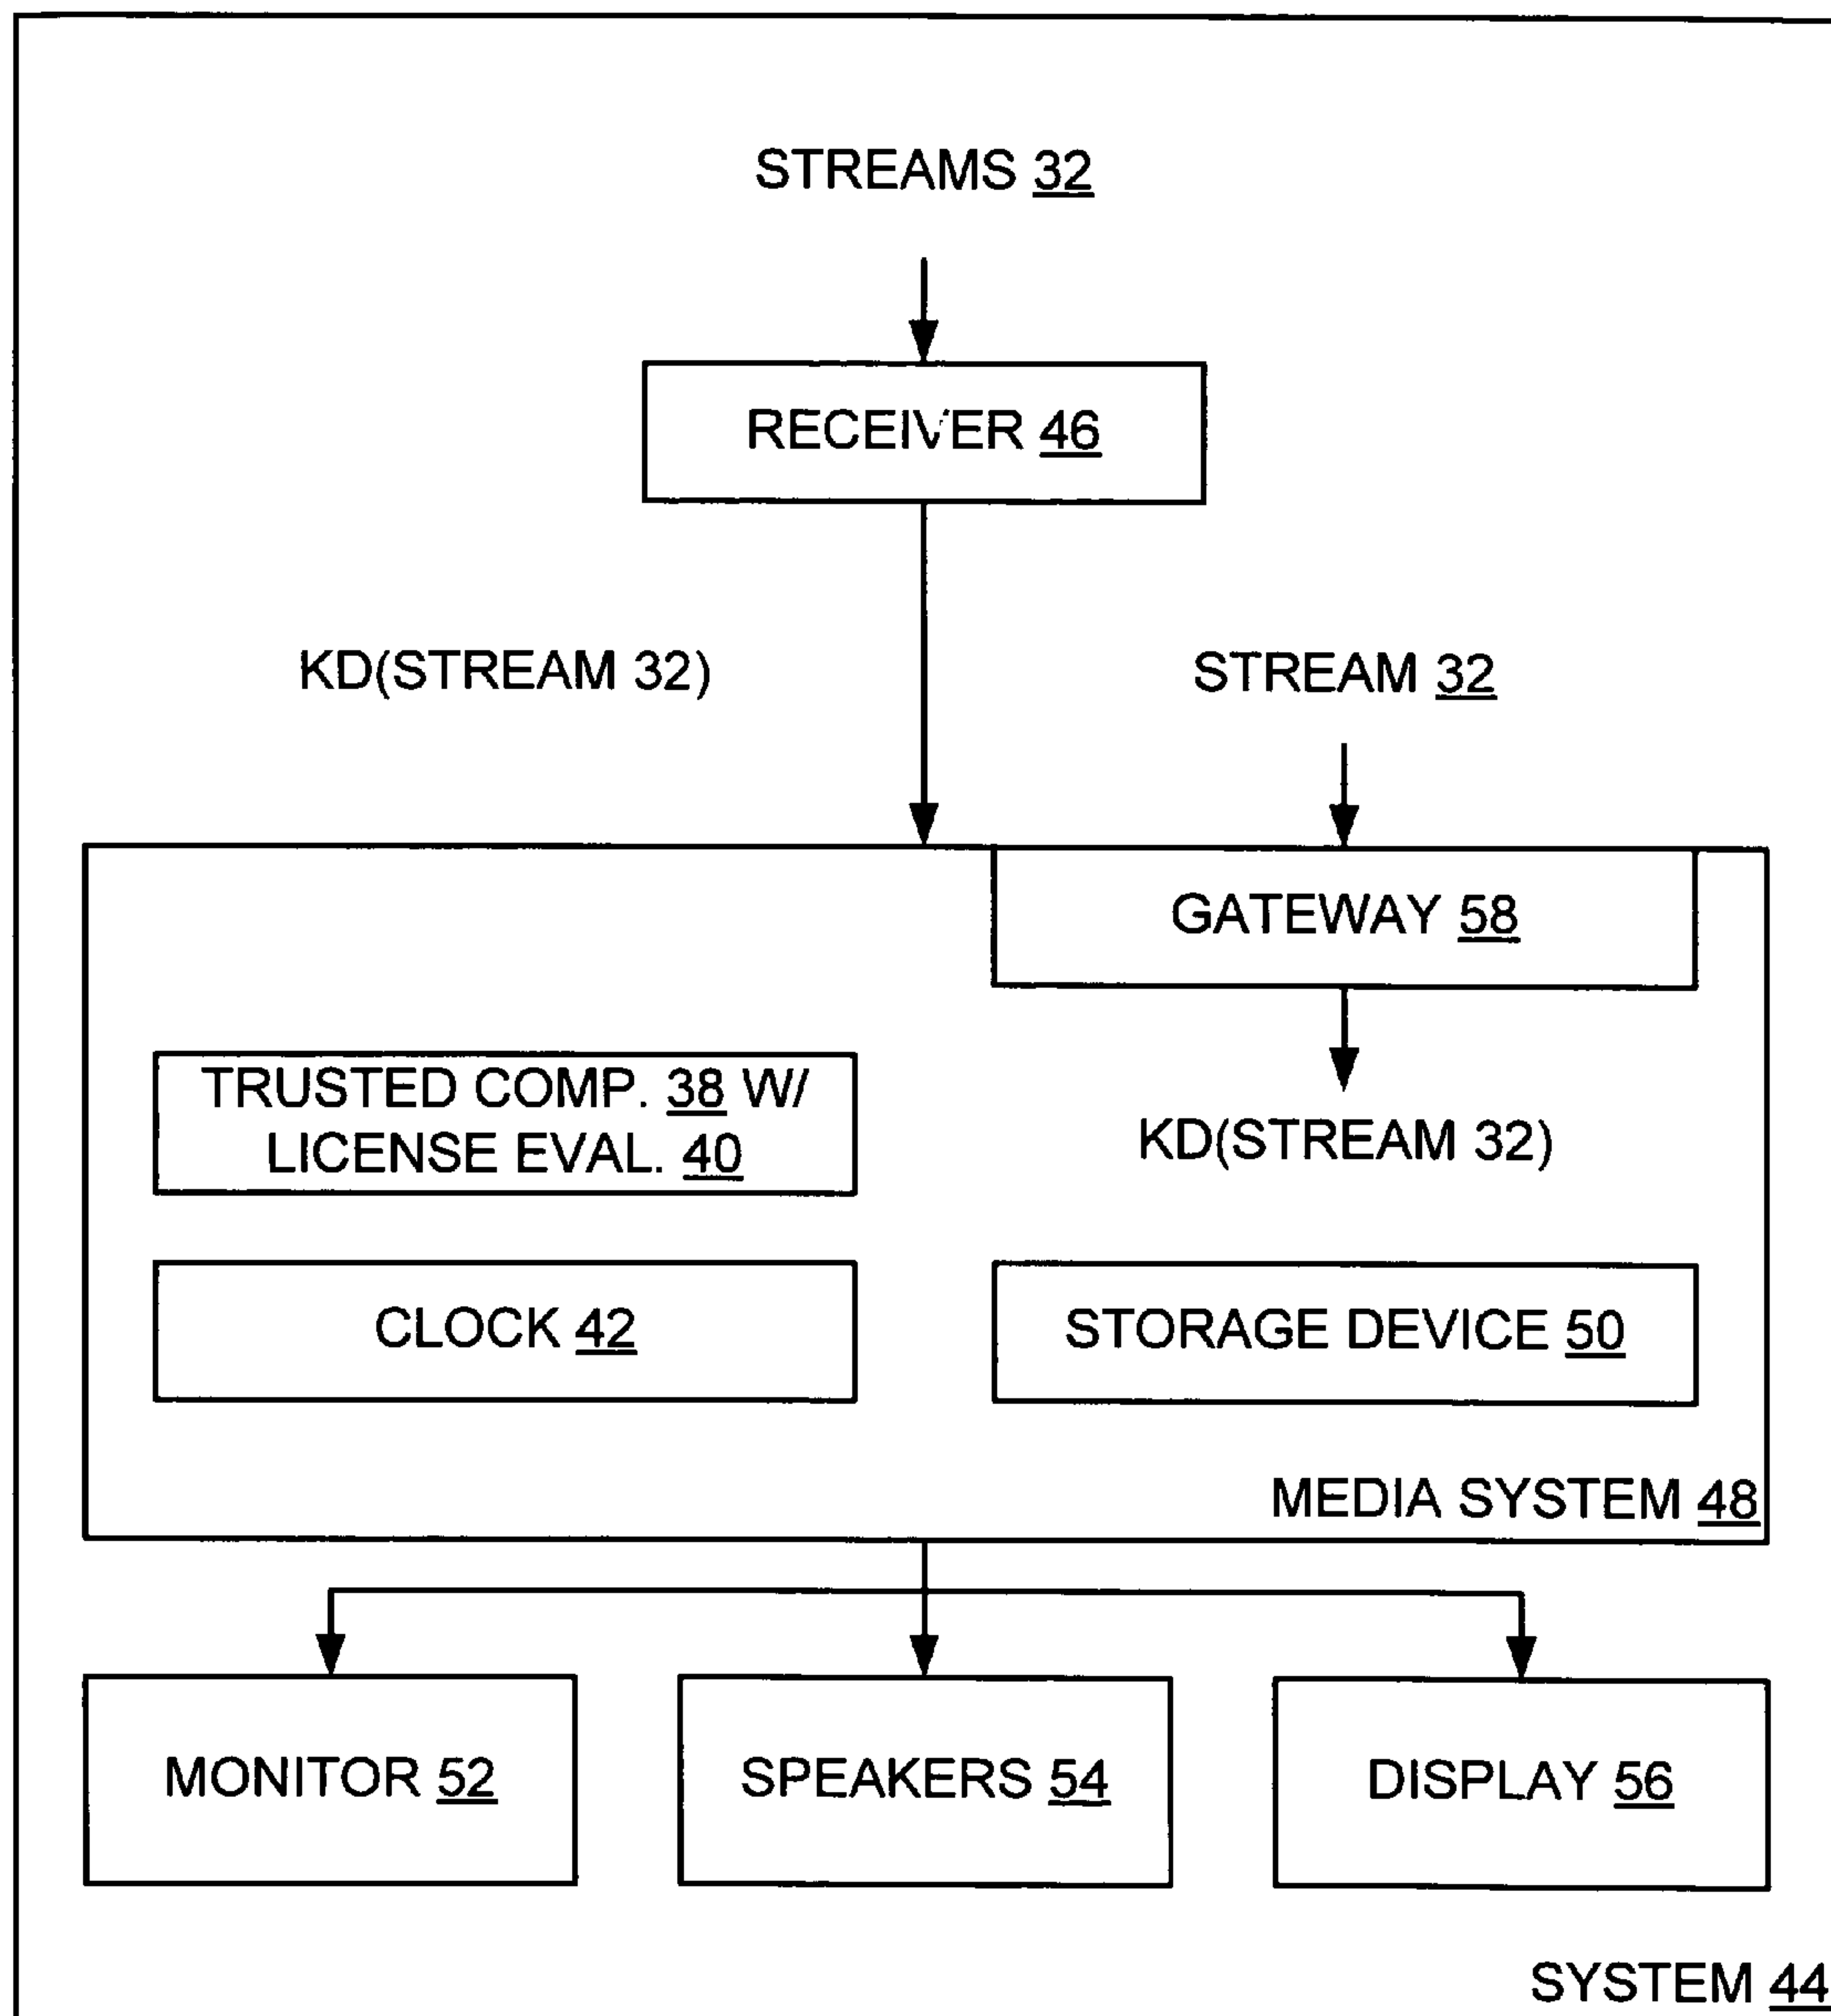 STREAMS 32
RECEIVER 46
KD(STREAM 32)
STREAM 32
GATEWAY 58
TRUSTED COMP. 38 W/
LICENSE EVAL. 40
KD(STREAM 32)
CLOCK 42
STORAGE DEVICE 50
MEDIA SYSTEM 48
MONITOR 52
SPEAKERS 54
DISPLAY 56
SYSTEM 44